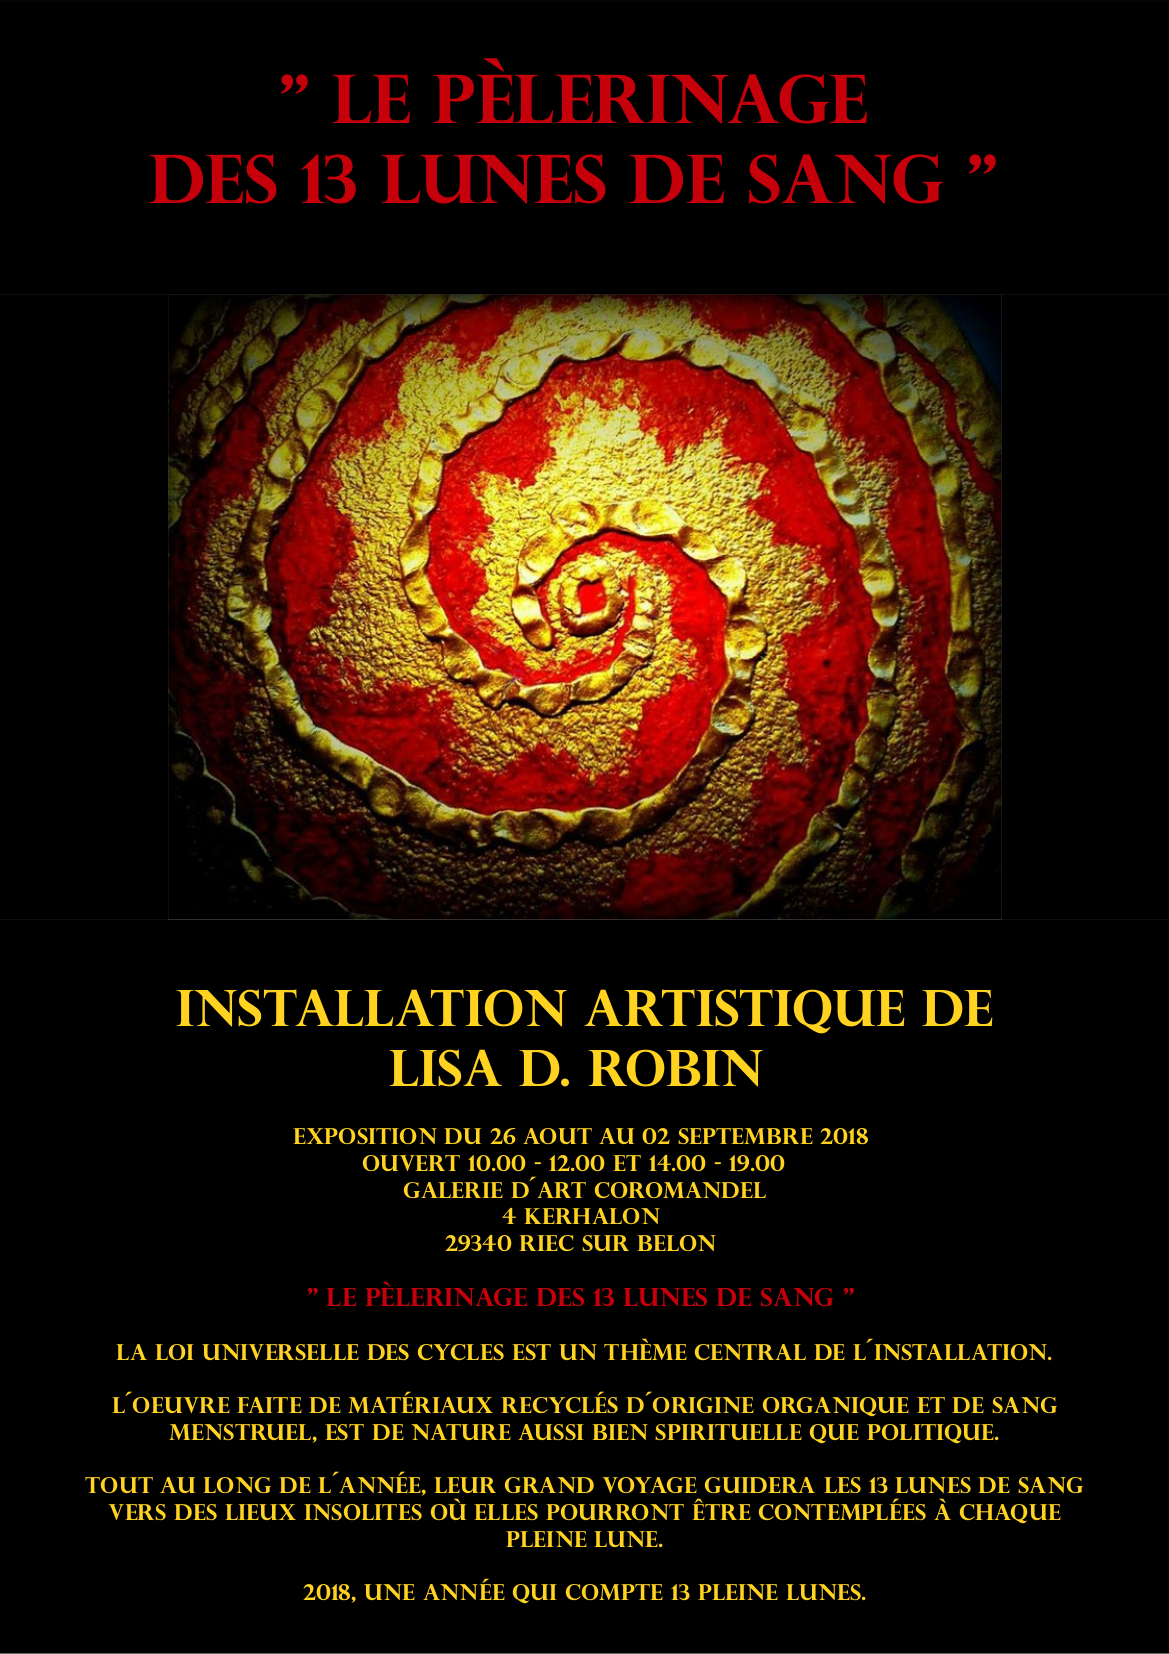 ” LE PÈLERINAGE
DES 13 LUNES DE SANG ”
INSTALLATION ARTISTIQUE DE
LISA D. ROBIN
EXPOSITION DU 26 AOUT AU 02 SEPTEMBRE 2018
OUVERT 10.00 - 12.00 ET 14.00 - 19.00
GALERIE D´ART COROMANDEL
4 KERHALON
29340 RIEC SUR BELON
” LE PÈLERINAGE DES 13 LUNES DE SANG ”
LA LOI UNIVERSELLE DES CYCLES EST UN THÈME CENTRAL DE L´INSTALLATION.
L´OEUVRE FAITE DE MATÉRIAUX RECYCLÉS D´ORIGINE ORGANIQUE ET DE SANG
MENSTRUEL, EST DE NATURE AUSSI BIEN SPIRITUELLE QUE POLITIQUE.
TOUT AU LONG DE L´ANNÉE, LEUR GRAND VOYAGE GUIDERA LES 13 LUNES DE SANG
VERS DES LIEUX INSOLITES OÙ ELLES POURRONT ÊTRE CONTEMPLÉES À CHAQUE
PLEINE LUNE.
2018, UNE ANNÉE QUI COMPTE 13 PLEINE LUNES.